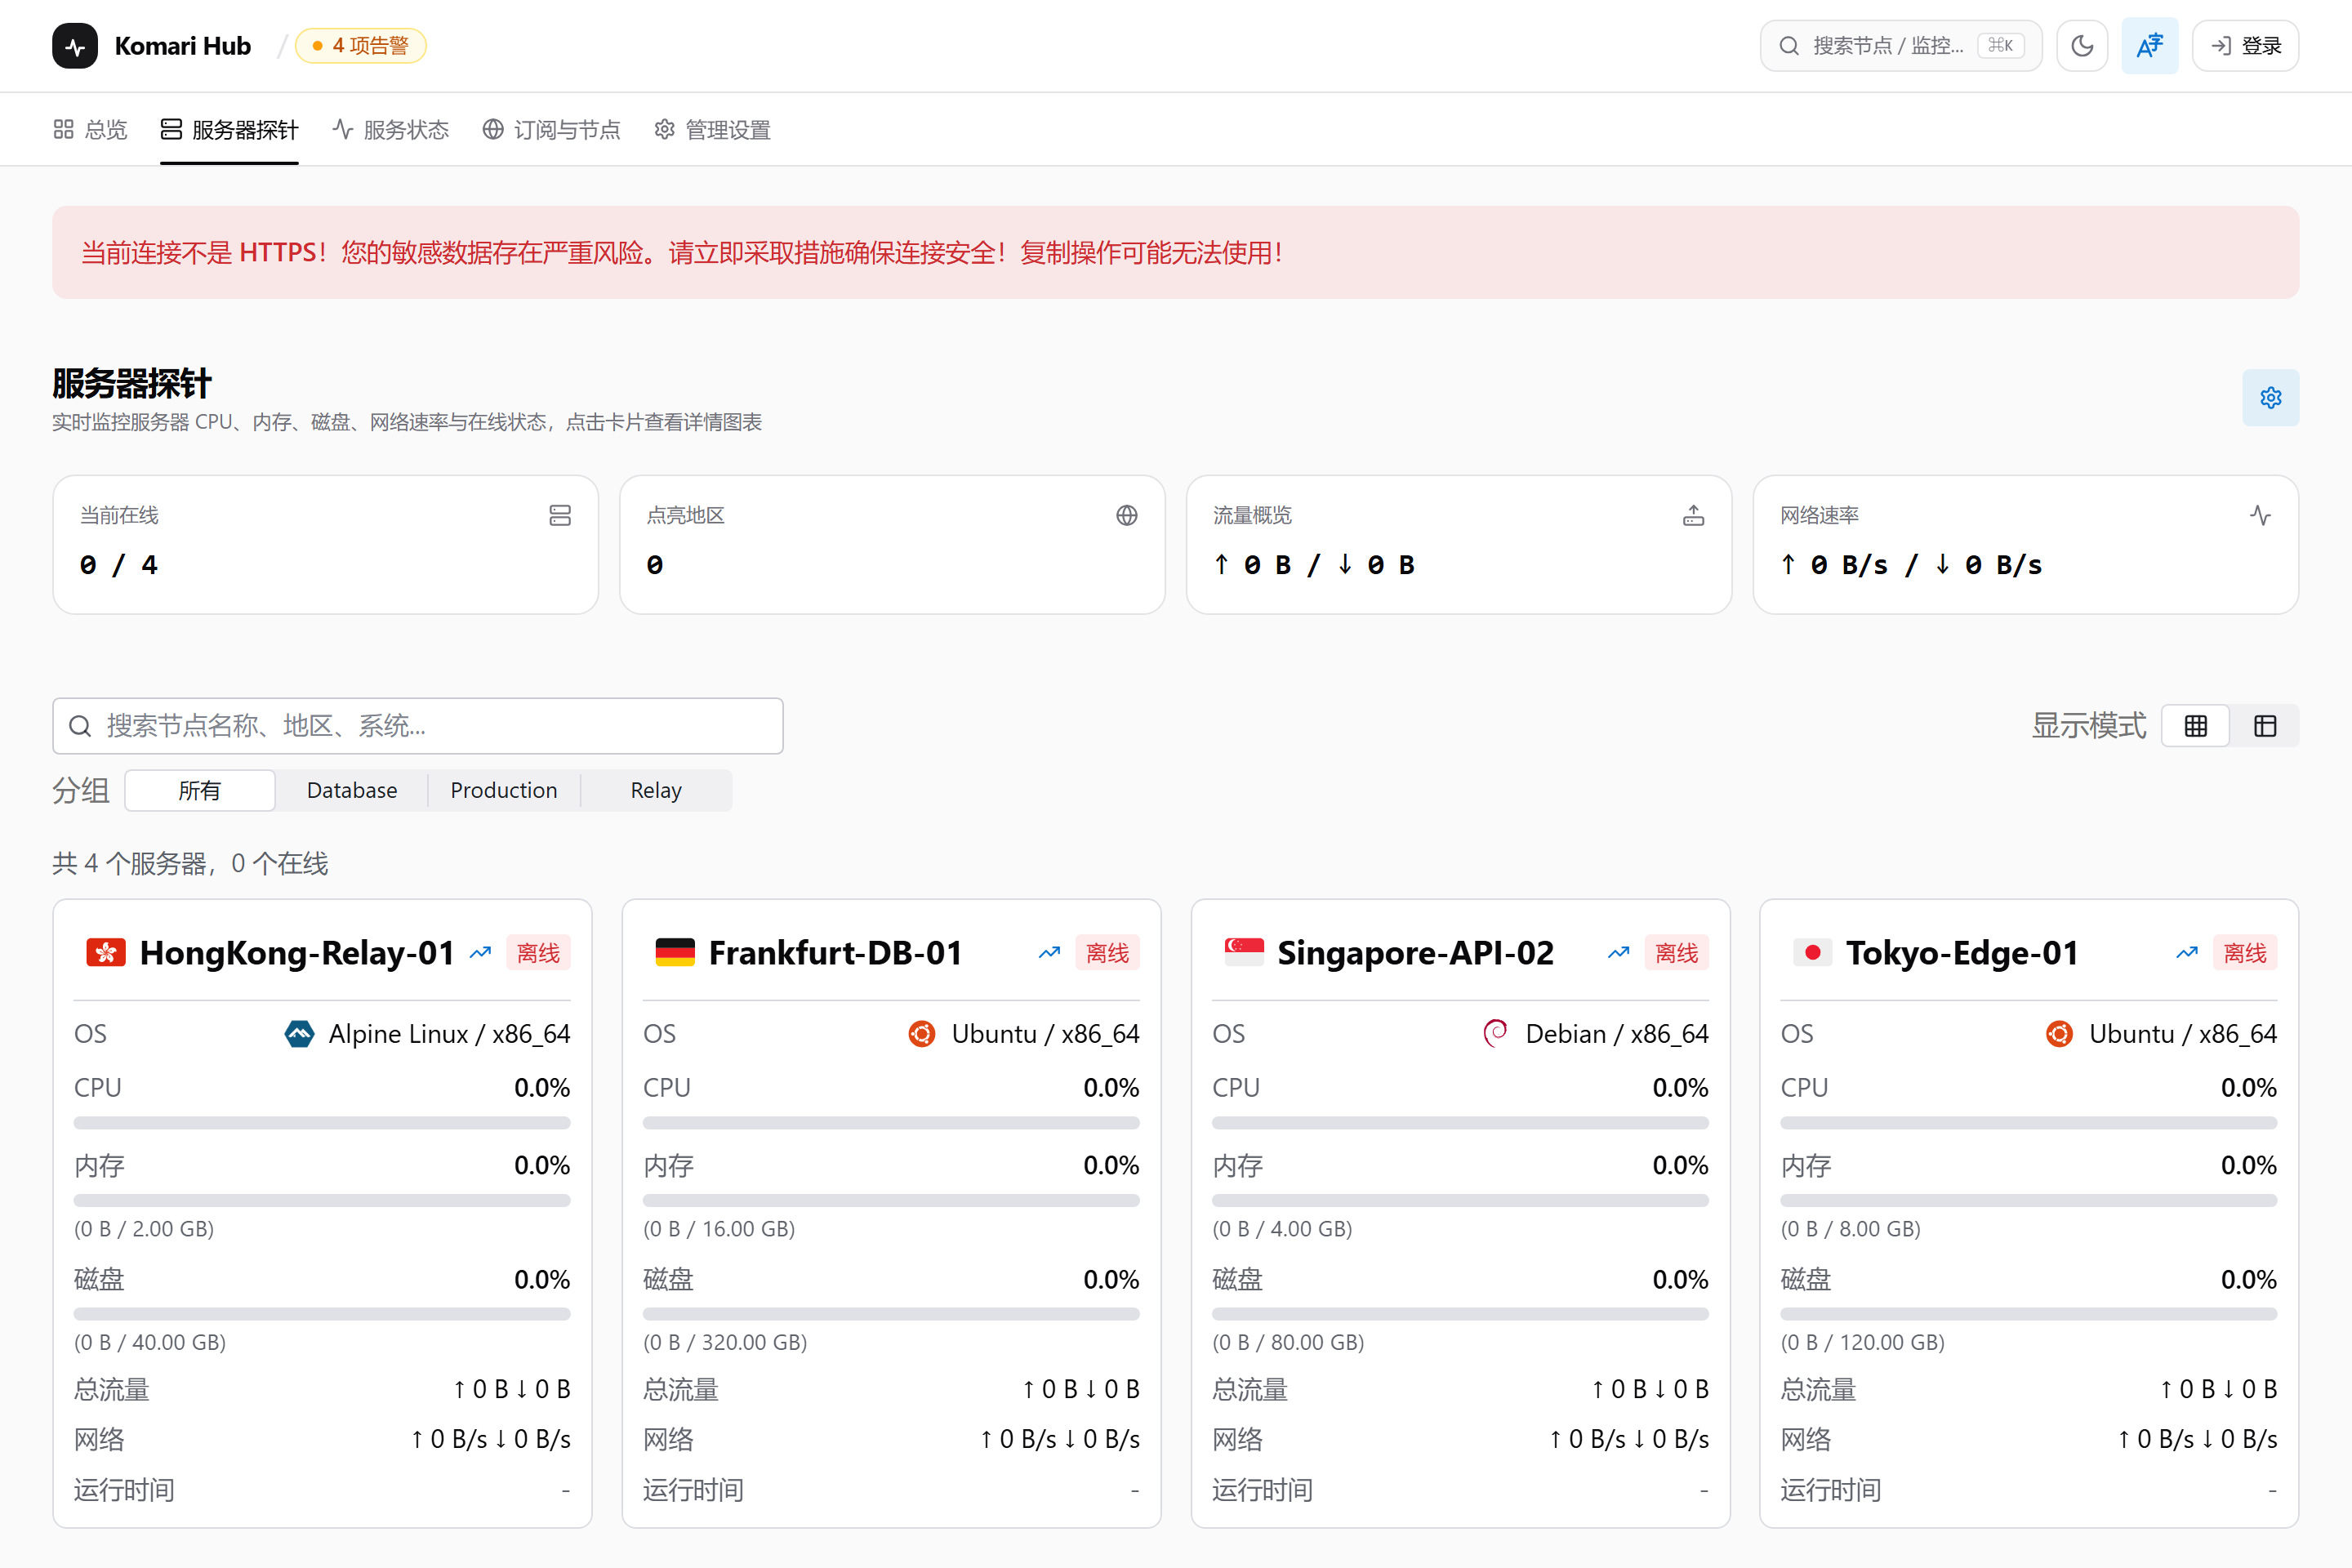 Komari Hub / 4 项告警
搜索节点 / 监控... ⌘K
登录
总览 服务器探针 服务状态 订阅与节点 管理设置
当前连接不是 HTTPS！您的敏感数据存在严重风险。请立即采取措施确保连接安全！复制操作可能无法使用！
服务器探针
实时监控服务器 CPU、内存、磁盘、网络速率与在线状态，点击卡片查看详情图表
当前在线
0 / 4
点亮地区
0
流量概览
↑ 0 B / ↓ 0 B
网络速率
↑ 0 B/s / ↓ 0 B/s
搜索节点名称、地区、系统...
显示模式
分组 所有 Database Production Relay
共 4 个服务器，0 个在线
HongKong-Relay-01 离线
OS Alpine Linux / x86_64
CPU 0.0%
内存 0.0%
(0 B / 2.00 GB)
磁盘 0.0%
(0 B / 40.00 GB)
总流量 ↑ 0 B ↓ 0 B
网络 ↑ 0 B/s ↓ 0 B/s
运行时间 -
Frankfurt-DB-01 离线
OS Ubuntu / x86_64
CPU 0.0%
内存 0.0%
(0 B / 16.00 GB)
磁盘 0.0%
(0 B / 320.00 GB)
总流量 ↑ 0 B ↓ 0 B
网络 ↑ 0 B/s ↓ 0 B/s
运行时间 -
Singapore-API-02 离线
OS Debian / x86_64
CPU 0.0%
内存 0.0%
(0 B / 4.00 GB)
磁盘 0.0%
(0 B / 80.00 GB)
总流量 ↑ 0 B ↓ 0 B
网络 ↑ 0 B/s ↓ 0 B/s
运行时间 -
Tokyo-Edge-01 离线
OS Ubuntu / x86_64
CPU 0.0%
内存 0.0%
(0 B / 8.00 GB)
磁盘 0.0%
(0 B / 120.00 GB)
总流量 ↑ 0 B ↓ 0 B
网络 ↑ 0 B/s ↓ 0 B/s
运行时间 -